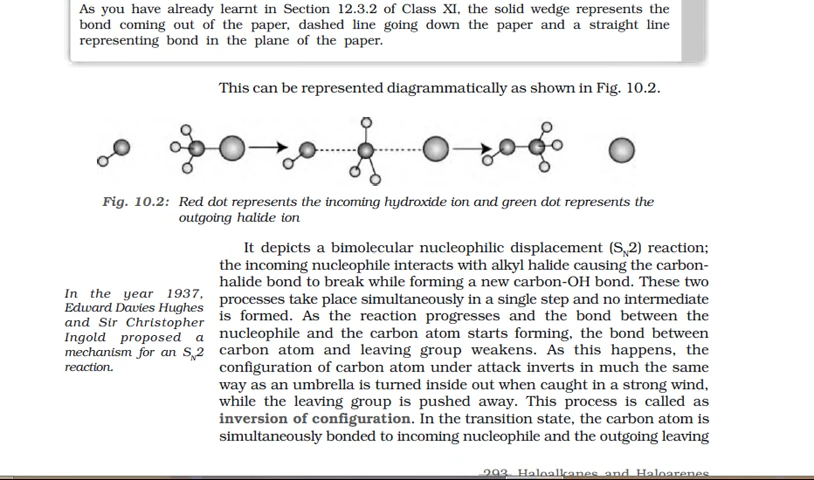 As you have already learnt in Section 12.3.2 of Class XI, the solid wedge represents the
bond coming out of the paper, dashed line going down the paper and a straight line
representing bond in the plane of the paper.
This can be represented diagrammatically as shown in Fig. 10.2.
Fig. 10.2: Red dot represents the incoming hydroxide ion and green dot represents the
outgoing halide ion
It depicts a bimolecular nucleophilic displacement (SN2) reaction;
the incoming nucleophile interacts with alkyl halide causing the carbon-
halide bond to break while forming a new carbon-OH bond. These two
processes take place simultaneously in a single step and no intermediate
is formed. As the reaction progresses and the bond between the
nucleophile and the carbon atom starts forming, the bond between
carbon atom and leaving group weakens. As this happens, the
configuration of carbon atom under attack inverts in much the same
way as an umbrella is turned inside out when caught in a strong wind,
while the leaving group is pushed away. This process is called as
inversion of configuration. In the transition state, the carbon atom is
simultaneously bonded to incoming nucleophile and the outgoing leaving
In the year 1937,
Edward Davies Hughes
and Sir Christopher
Ingold proposed a
mechanism for an SN2
reaction.
293 Haloalkanes and Haloarenes